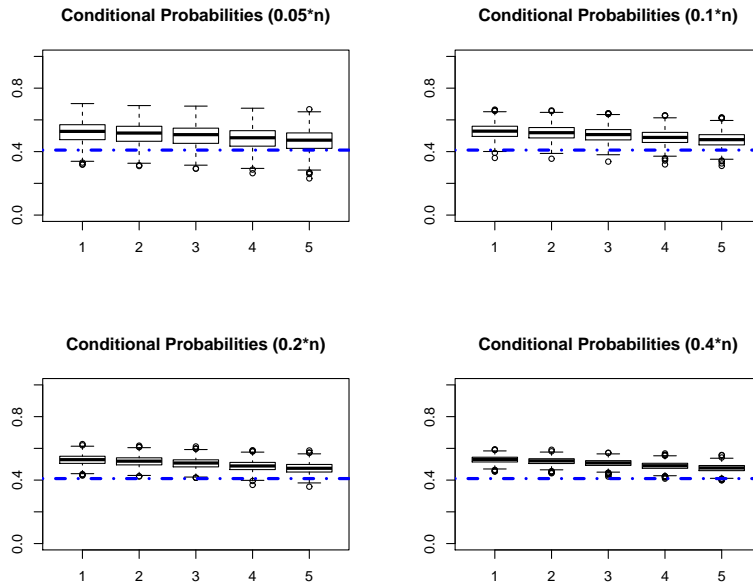 Conditional Probabilities (0.05*n)
0.0 0.4 0.8
1 2 3 4 5
Conditional Probabilities (0.1*n)
0.0 0.4 0.8
1 2 3 4 5
Conditional Probabilities (0.2*n)
0.0 0.4 0.8
1 2 3 4 5
Conditional Probabilities (0.4*n)
0.0 0.4 0.8
1 2 3 4 5